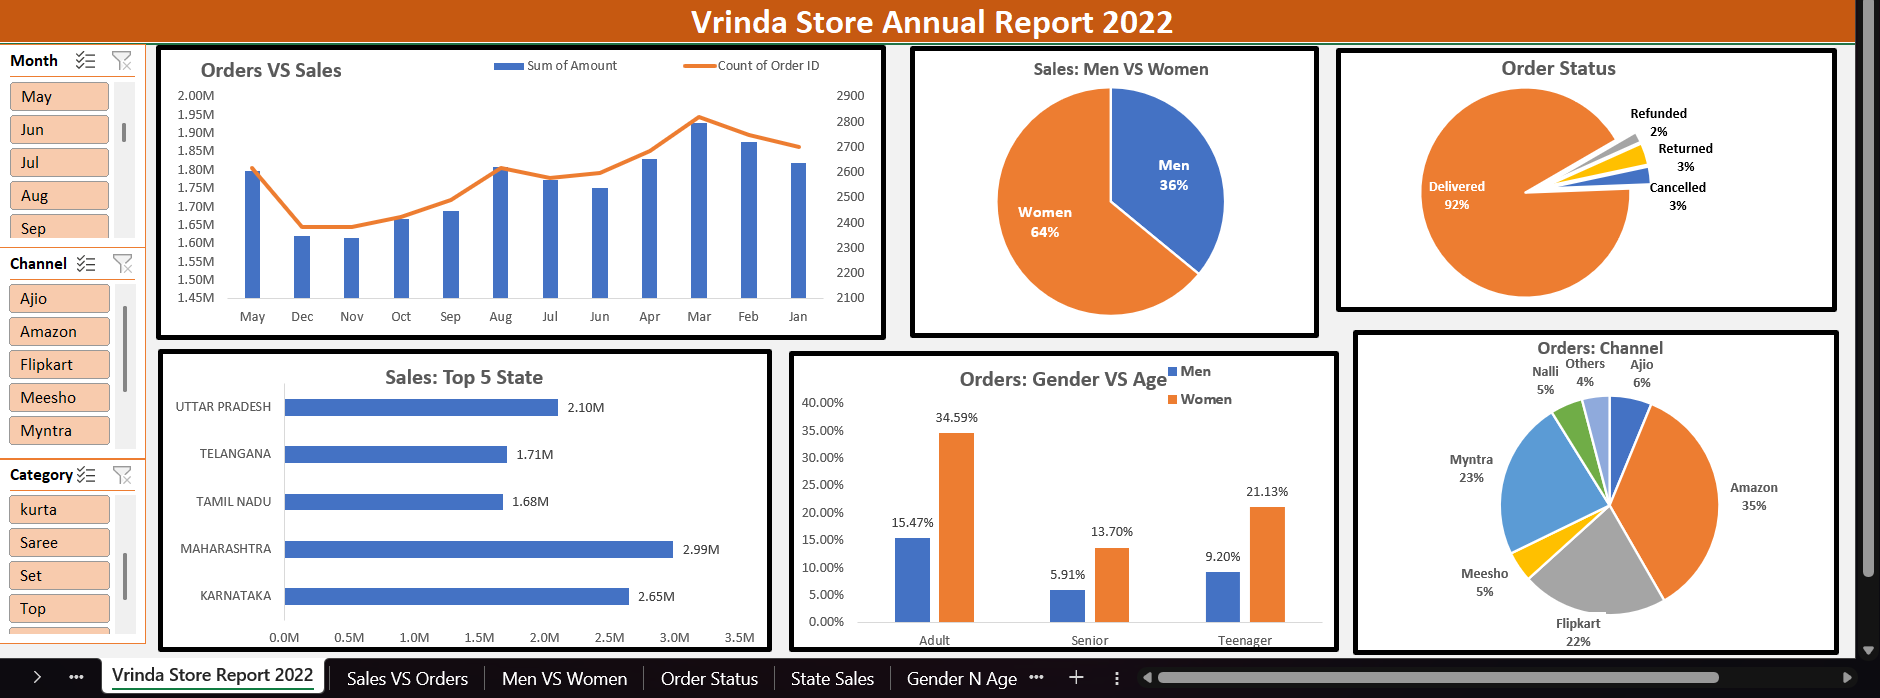 Vrinda Store Annual Report 2022
Month
May
Jun
Jul
Aug
Sep
Channel
Ajio
Amazon
Flipkart
Meesho
Myntra
Category
kurta
Saree
Set
Top
Orders VS Sales
Sum of Amount
Count of Order ID
2.00M
1.95M
1.90M
1.85M
1.80M
1.75M
1.70M
1.65M
1.60M
1.55M
1.50M
1.45M
2900
2800
2700
2600
2500
2400
2300
2200
2100
May Dec Nov Oct Sep Aug Jul Jun Apr Mar Feb Jan
Sales: Men VS Women
Men
36%
Women
64%
Order Status
Refunded
2%
Returned
3%
Cancelled
3%
Delivered
92%
Sales: Top 5 State
UTTAR PRADESH 2.10M
TELANGANA 1.71M
TAMIL NADU 1.68M
MAHARASHTRA 2.99M
KARNATAKA 2.65M
0.0M 0.5M 1.0M 1.5M 2.0M 2.5M 3.0M 3.5M
Orders: Gender VS Age
Men
Women
40.00%
35.00%
30.00%
25.00%
20.00%
15.00%
10.00%
5.00%
0.00%
15.47% 34.59%
5.91% 13.70%
9.20% 21.13%
Adult Senior Teenager
Orders: Channel
Nalli
5%
Others
4%
Ajio
6%
Myntra
23%
Amazon
35%
Meesho
5%
Flipkart
22%
Vrinda Store Report 2022 Sales VS Orders Men VS Women Order Status State Sales Gender N Age